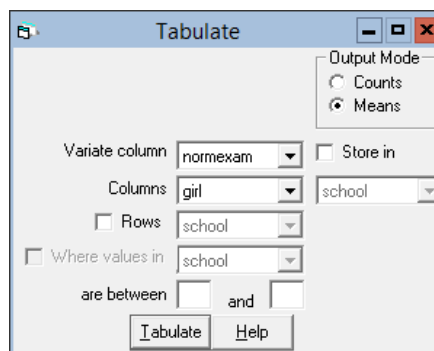 Tabulate
Output Mode
Counts
Means
Variate column normexam Store in
Columns girl school
Rows school
Where values in school
are between and
Tabulate Help